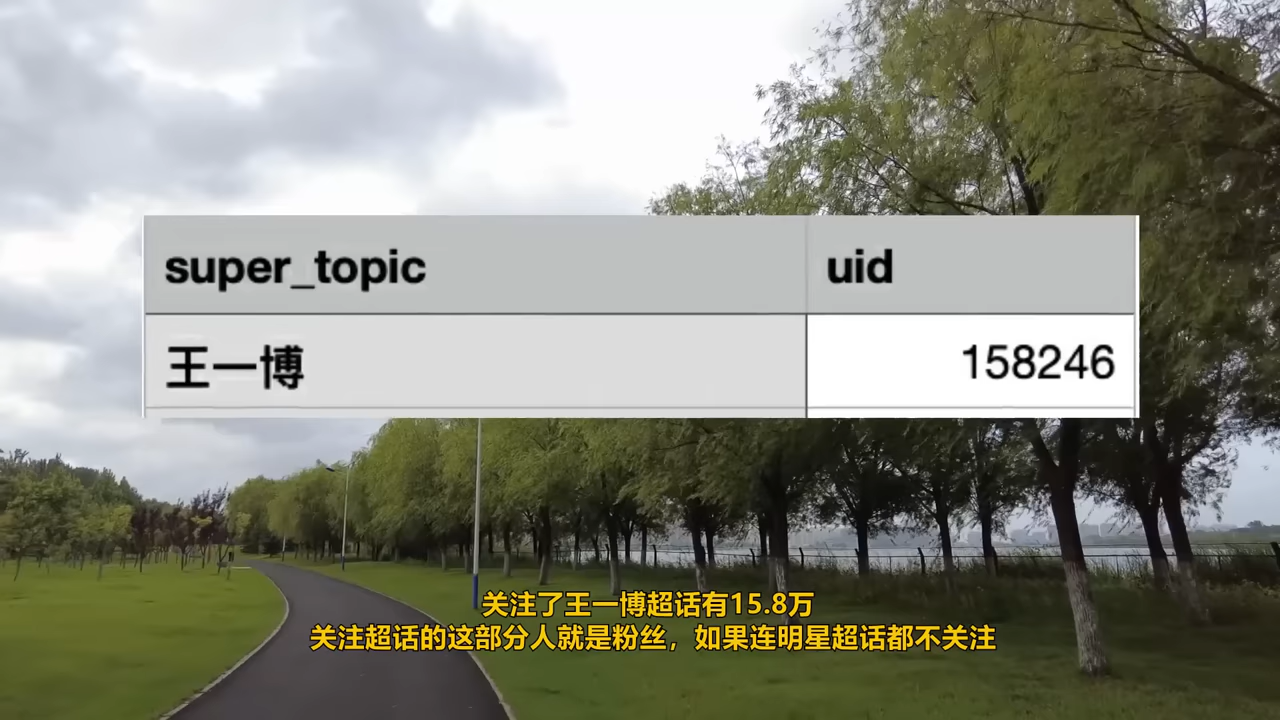 super_topic uid
王一博 158246
关注了王一博超话有15.8万
关注超话的这部分人就是粉丝，如果连明星超话都不关注